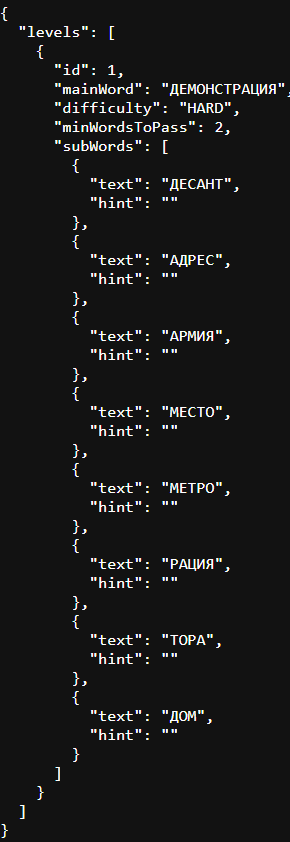 {
  "levels": [
    {
      "id": 1,
      "mainWord": "ДЕМОНСТРАЦИЯ",
      "difficulty": "HARD",
      "minWordsToPass": 2,
      "subWords": [
        {
          "text": "ДЕСАНТ",
          "hint": ""
        },
        {
          "text": "АДРЕС",
          "hint": ""
        },
        {
          "text": "АРМИЯ",
          "hint": ""
        },
        {
          "text": "МЕСТО",
          "hint": ""
        },
        {
          "text": "МЕТРО",
          "hint": ""
        },
        {
          "text": "РАЦИЯ",
          "hint": ""
        },
        {
          "text": "ТОРА",
          "hint": ""
        },
        {
          "text": "ДОМ",
          "hint": ""
        }
      ]
    }
  ]
}